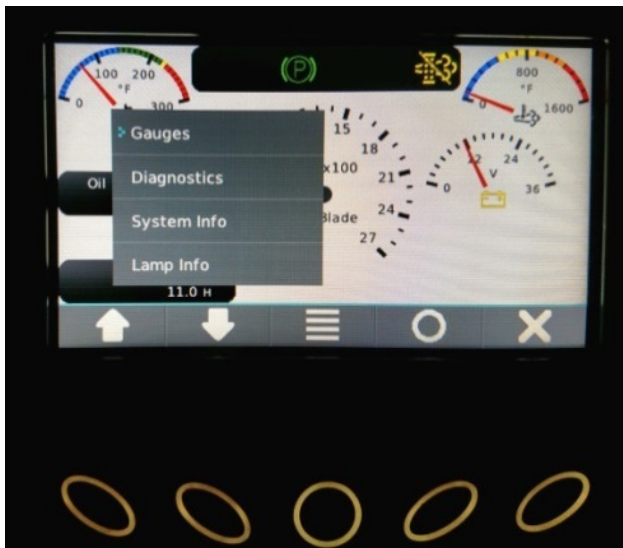 (P)
100 200
°F
0 300
800
°F
0 1600
Gauges
Diagnostics
System Info
Lamp Info
15
18
x100
21
Blade
24
27
12 24
V
0 36
Oil
11.0 H